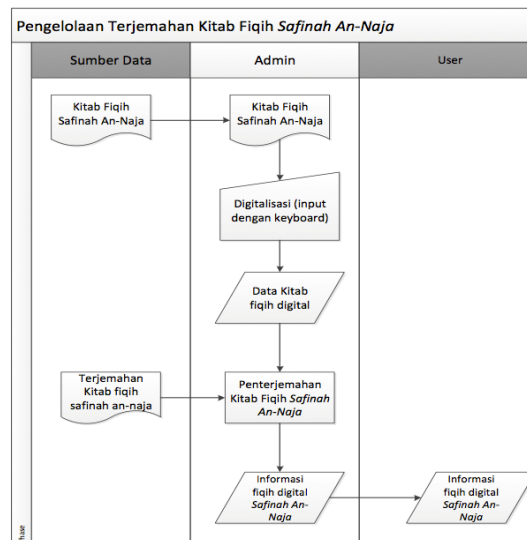 Pengelolaan Terjemahan Kitab Fiqih Safinah An-Naja
Sumber Data
Admin
User
Kitab Fiqih
Safinah An-Naja
Kitab Fiqih
Safinah An-Naja
Digitalisasi (input
dengan keyboard)
Data Kitab
fiqih digital
Terjemahan
Kitab fiqih
safinah an-naja
Penterjemahan
Kitab Fiqih Safinah
An-Naja
Informasi
fiqih digital
Safinah An-
Naja
Informasi
fiqih digital
Safinah An-
Naja